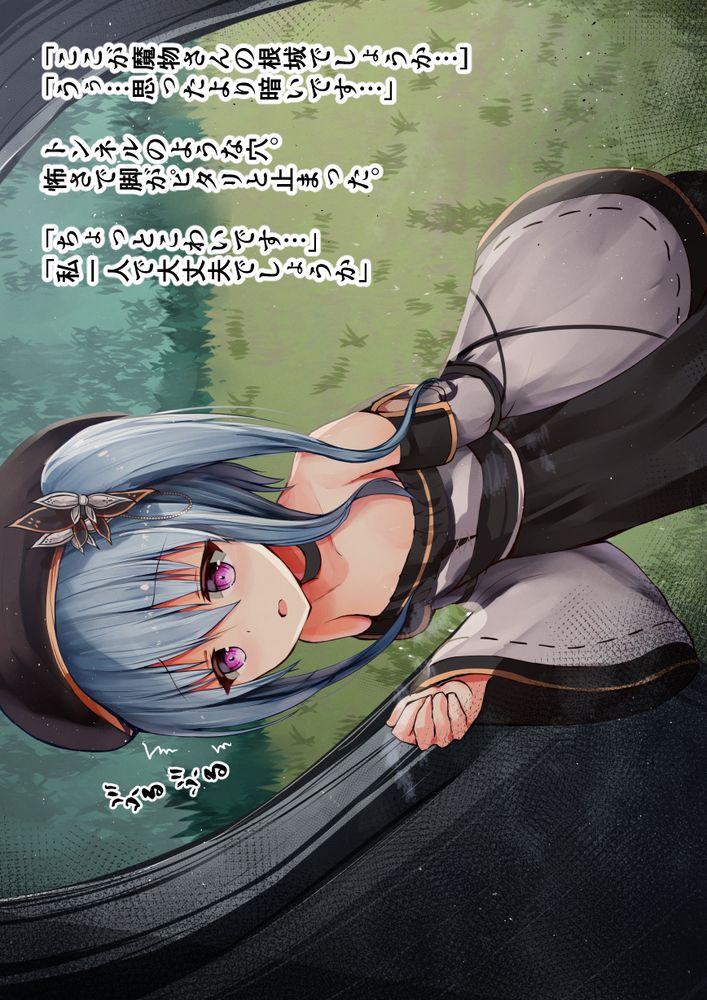 「ここが魔物さんの根城でしょうか…」
「うぅ…思ったより暗いです…」
トンネルのような穴。
怖さで脚がピタリと止まった。
「ちょっとこわいです…」
「私一人で大丈夫でしょうか」
ぶるぶる